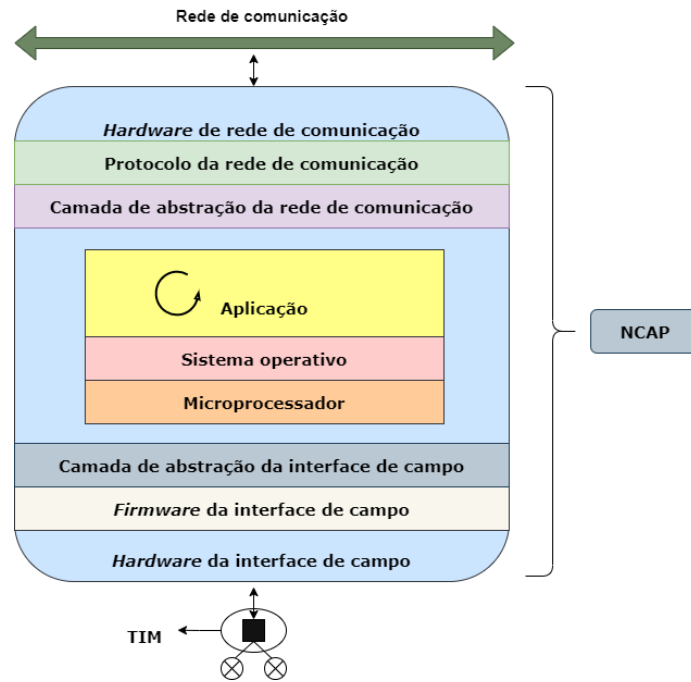 Rede de comunicação
Hardware de rede de comunicação
Protocolo da rede de comunicação
Camada de abstração da rede de comunicação
Aplicação
Sistema operativo
NCAP
Microprocessador
Camada de abstração da interface de campo
Firmware da interface de campo
Hardware da interface de campo
TIM